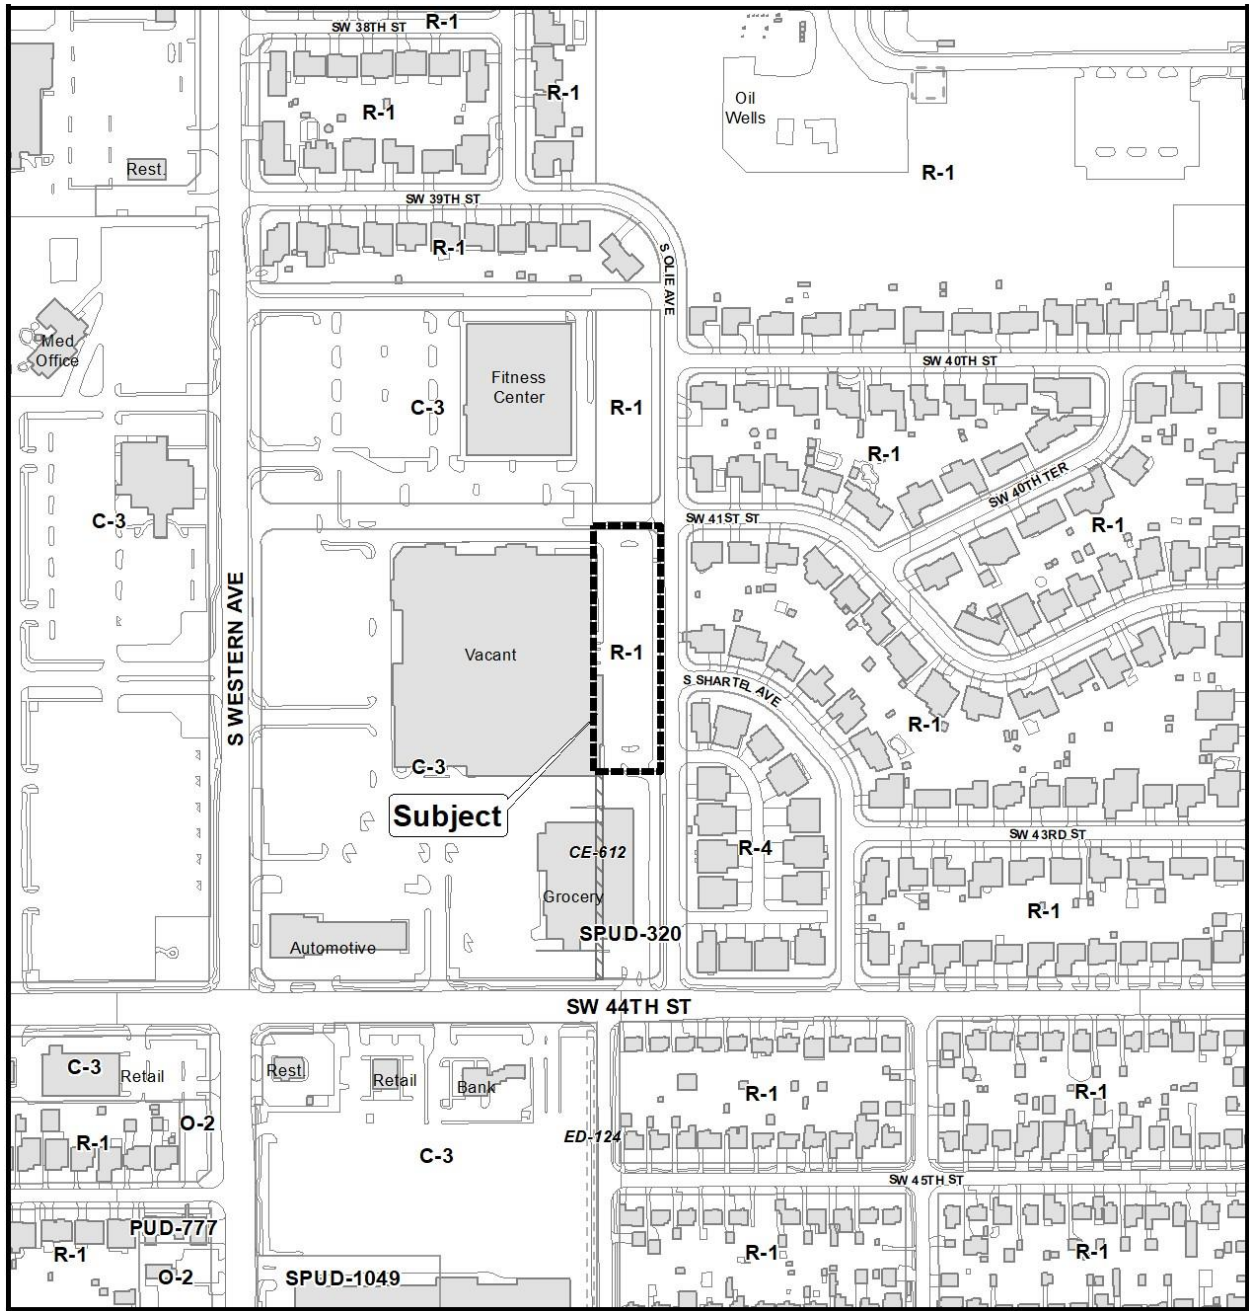 SW 38TH ST
R-1
R-1
R-1
Oil
Wells
Rest.
R-1
SW 39TH ST
R-1
S OLIE AVE
Med
Office
SW 40TH ST
Fitness
Center
C-3
R-1
R-1
SW 40TH TER
C-3
SW 41ST ST
R-1
S WESTERN AVE
Vacant
R-1
S SHARTEL AVE
R-1
C-3
Subject
SW 43RD ST
CE-612
R-4
Grocery
R-1
Automotive
SPUD-320
SW 44TH ST
C-3
Retail
Rest.
Retail
Bank
R-1
R-1
O-2
R-1
ED-124
C-3
SW 45TH ST
PUD-777
R-1
R-1
R-1
O-2
SPUD-1049